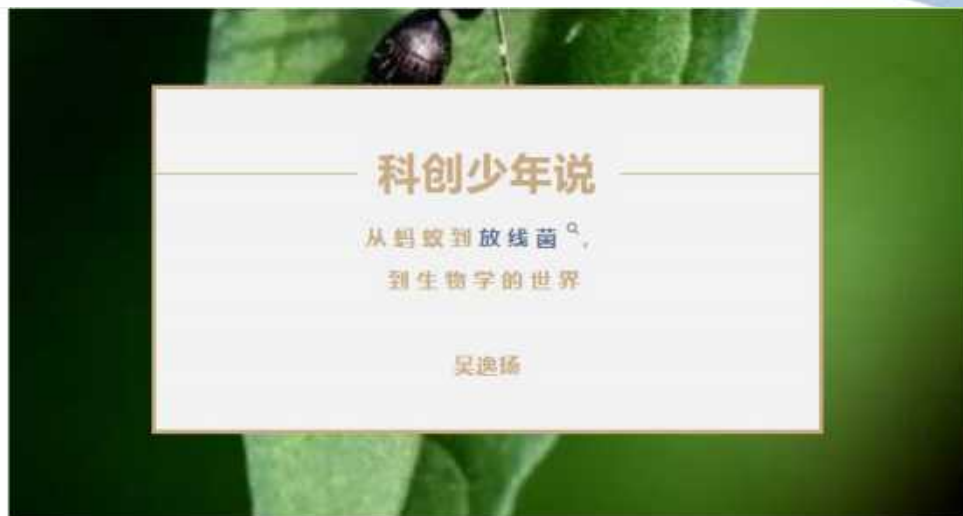 科创少年说
从蚂蚁到放线菌,
到生物学的世界
吴逸扬